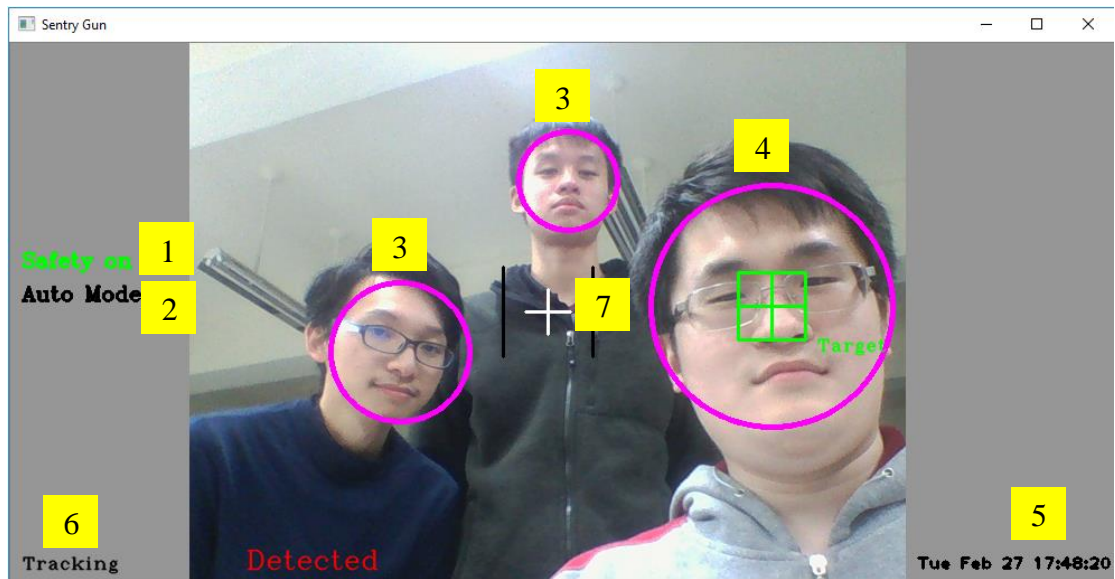 Sentry Gun
3
4
3
1
Safety on
7
Auto Mode
2
Target
6
5
Tracking
Detected
Tue Feb 27 17:48:20